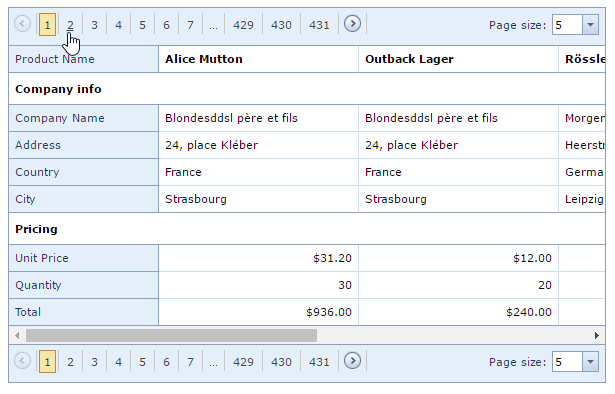 1 2 3 4 5 6 7 ... 429 430 431 Page size: 5
Product Name Alice Mutton Outback Lager Rössle
Company info
Company Name Blondesddsl père et fils Blondesddsl père et fils Morgen
Address 24, place Kléber 24, place Kléber Heerstr
Country France France Germa
City Strasbourg Strasbourg Leipzig
Pricing
Unit Price $31.20 $12.00
Quantity 30 20
Total $936.00 $240.00
1 2 3 4 5 6 7 ... 429 430 431 Page size: 5